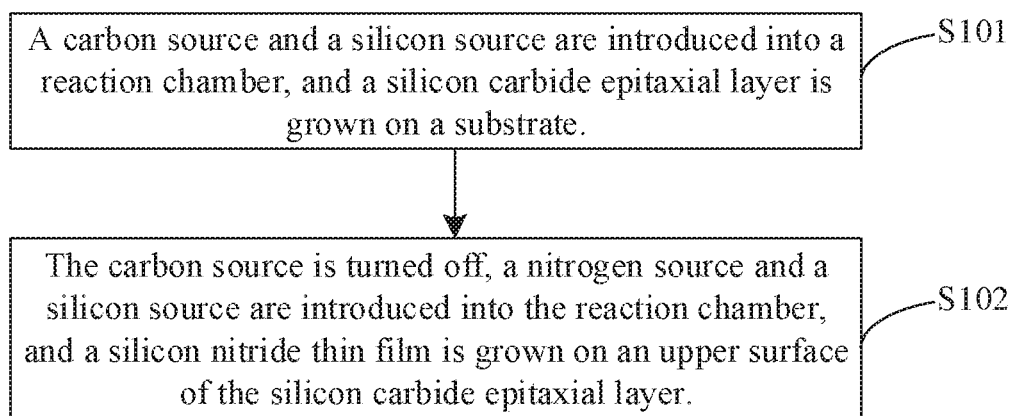 A carbon source and a silicon source are introduced into a
reaction chamber, and a silicon carbide epitaxial layer is
grown on a substrate.
S101
The carbon source is turned off, a nitrogen source and a
silicon source are introduced into the reaction chamber,
and a silicon nitride thin film is grown on an upper surface
of the silicon carbide epitaxial layer.
S102